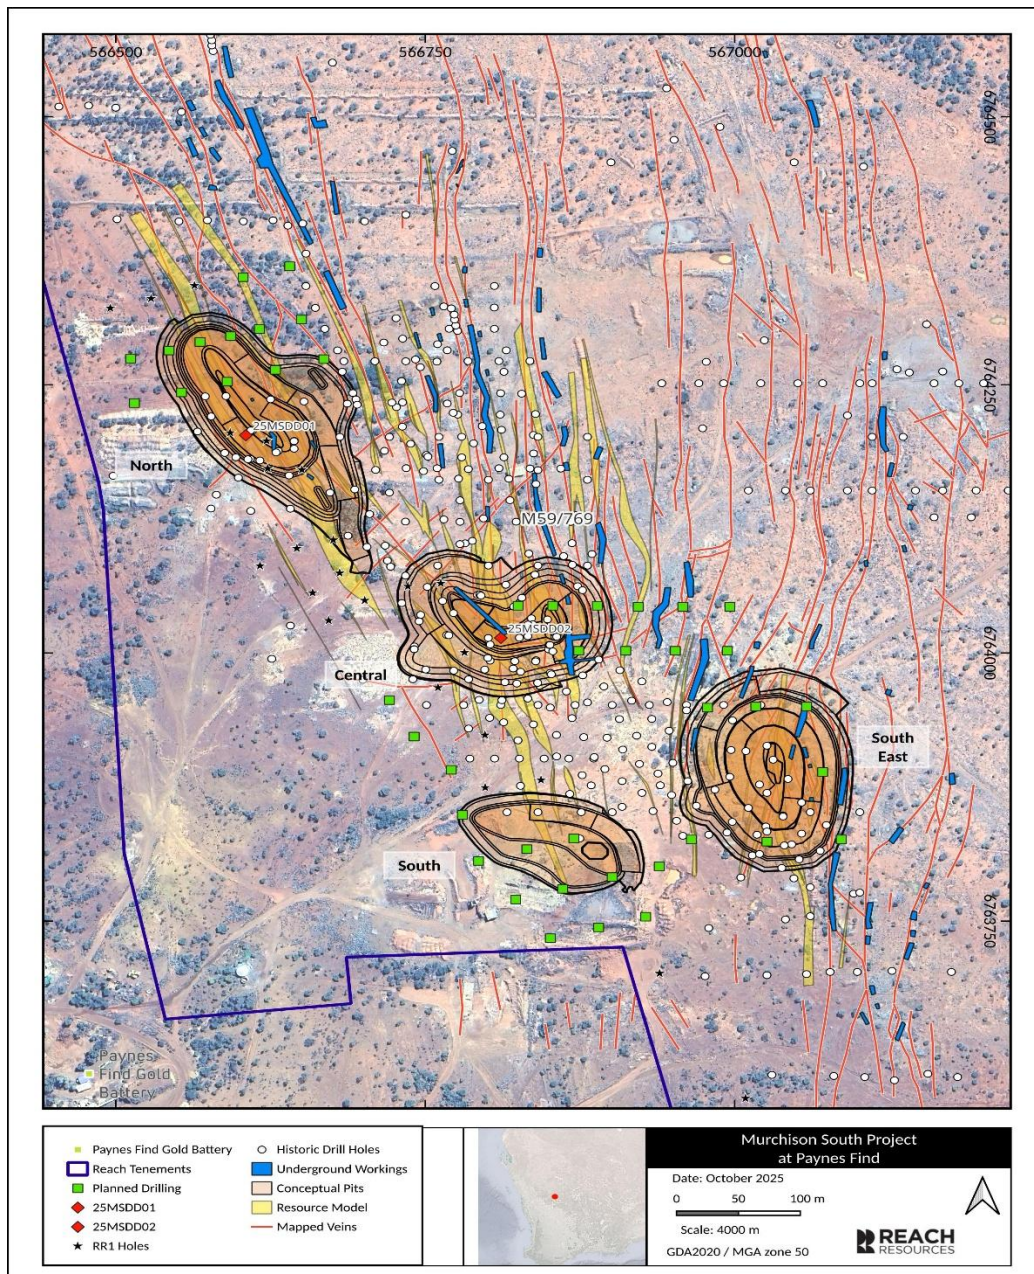 566500
566750
567000
6764500
6764250
25MSDD01
North
M59/769
25MSDD02
Central
6764000
South
East
South
6763750
Paynes
Find Gold
Battery
Paynes Find Gold Battery
Reach Tenements
Planned Drilling
25MSDD01
25MSDD02
RR1 Holes
Historic Drill Holes
Underground Workings
Conceptual Pits
Resource Model
Mapped Veins
Murchison South Project
at Paynes Find
Date: October 2025
0 50 100 m
Scale: 4000 m
GDA2020 / MGA zone 50
REACH
RESOURCES